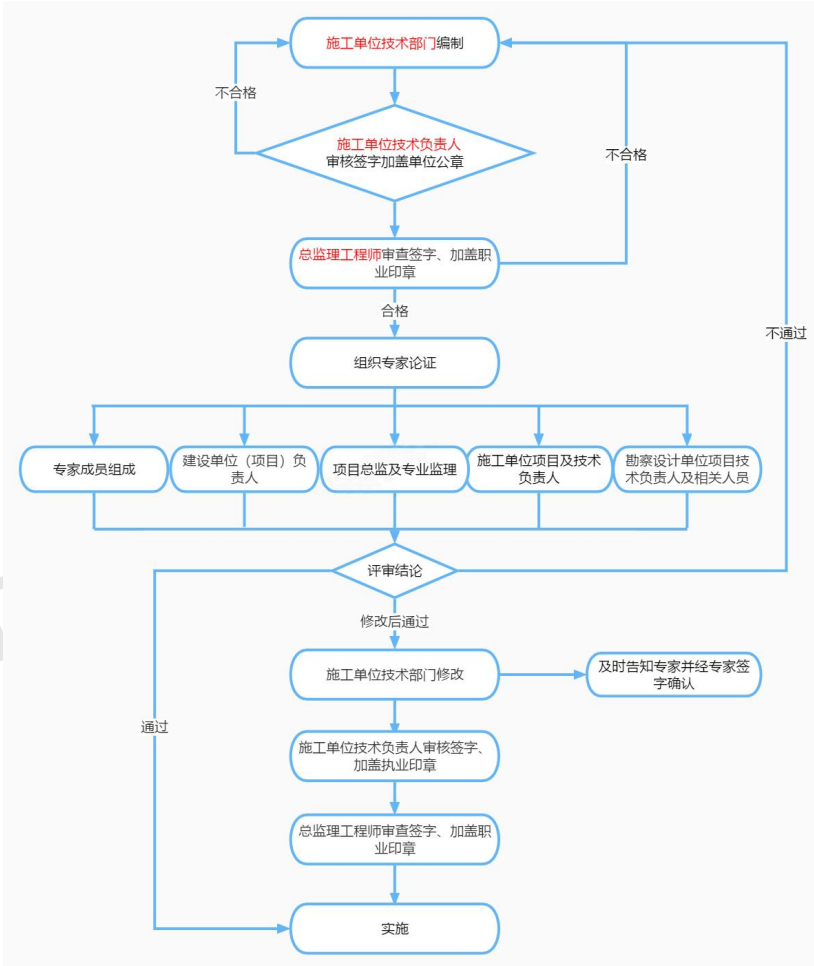 施工单位技术部门编制
不合格
施工单位技术负责人
审核签字加盖单位公章
不合格
总监理工程师审查签字、加盖职
业印章
合格
不通过
组织专家论证
专家成员组成
建设单位（项目）负
责人
项目总监及专业监理
施工单位项目及技术
负责人
勘察设计单位项目技
术负责人及相关人员
评审结论
修改后通过
施工单位技术部门修改
及时告知专家并经专家签
字确认
通过
施工单位技术负责人审核签字、
加盖执业印章
总监理工程师审查签字、加盖职
业印章
实施